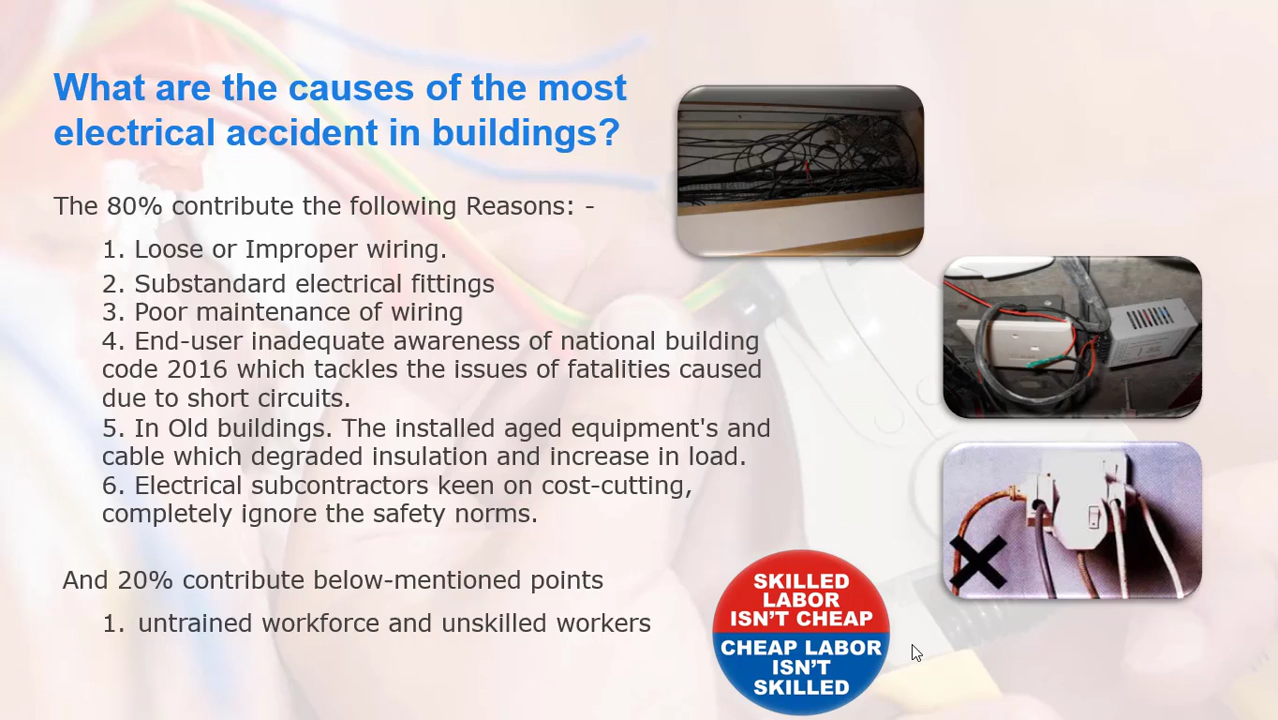 What are the causes of the most
electrical accident in buildings?
The 80% contribute the following Reasons: -
1. Loose or Improper wiring.
2. Substandard electrical fittings
3. Poor maintenance of wiring
4. End-user inadequate awareness of national building
code 2016 which tackles the issues of fatalities caused
due to short circuits.
5. In Old buildings. The installed aged equipment's and
cable which degraded insulation and increase in load.
6. Electrical subcontractors keen on cost-cutting,
completely ignore the safety norms.
And 20% contribute below-mentioned points
1. untrained workforce and unskilled workers
SKILLED
LABOR
ISN'T CHEAP
CHEAP LABOR
ISN'T
SKILLED